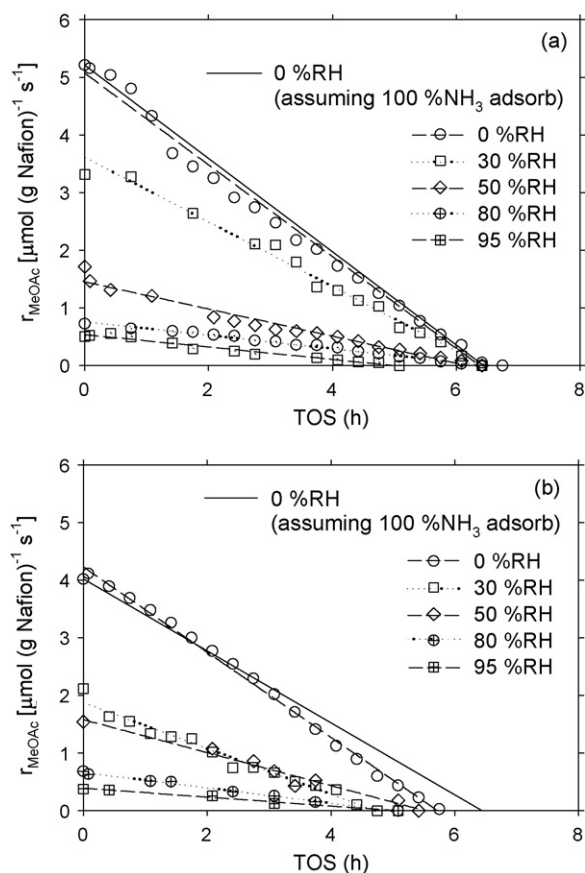 (a)
6
5
4
3
2
1
0
r_MeOAc [μmol (g Nafion)⁻¹ s⁻¹]
0 %RH
(assuming 100 %NH₃ adsorb)
0 %RH
30 %RH
50 %RH
80 %RH
95 %RH
0 2 4 6 8
TOS (h)
(b)
6
5
4
3
2
1
0
r_MeOAc [μmol (g Nafion)⁻¹ s⁻¹]
0 %RH
(assuming 100 %NH₃ adsorb)
0 %RH
30 %RH
50 %RH
80 %RH
95 %RH
0 2 4 6 8
TOS (h)